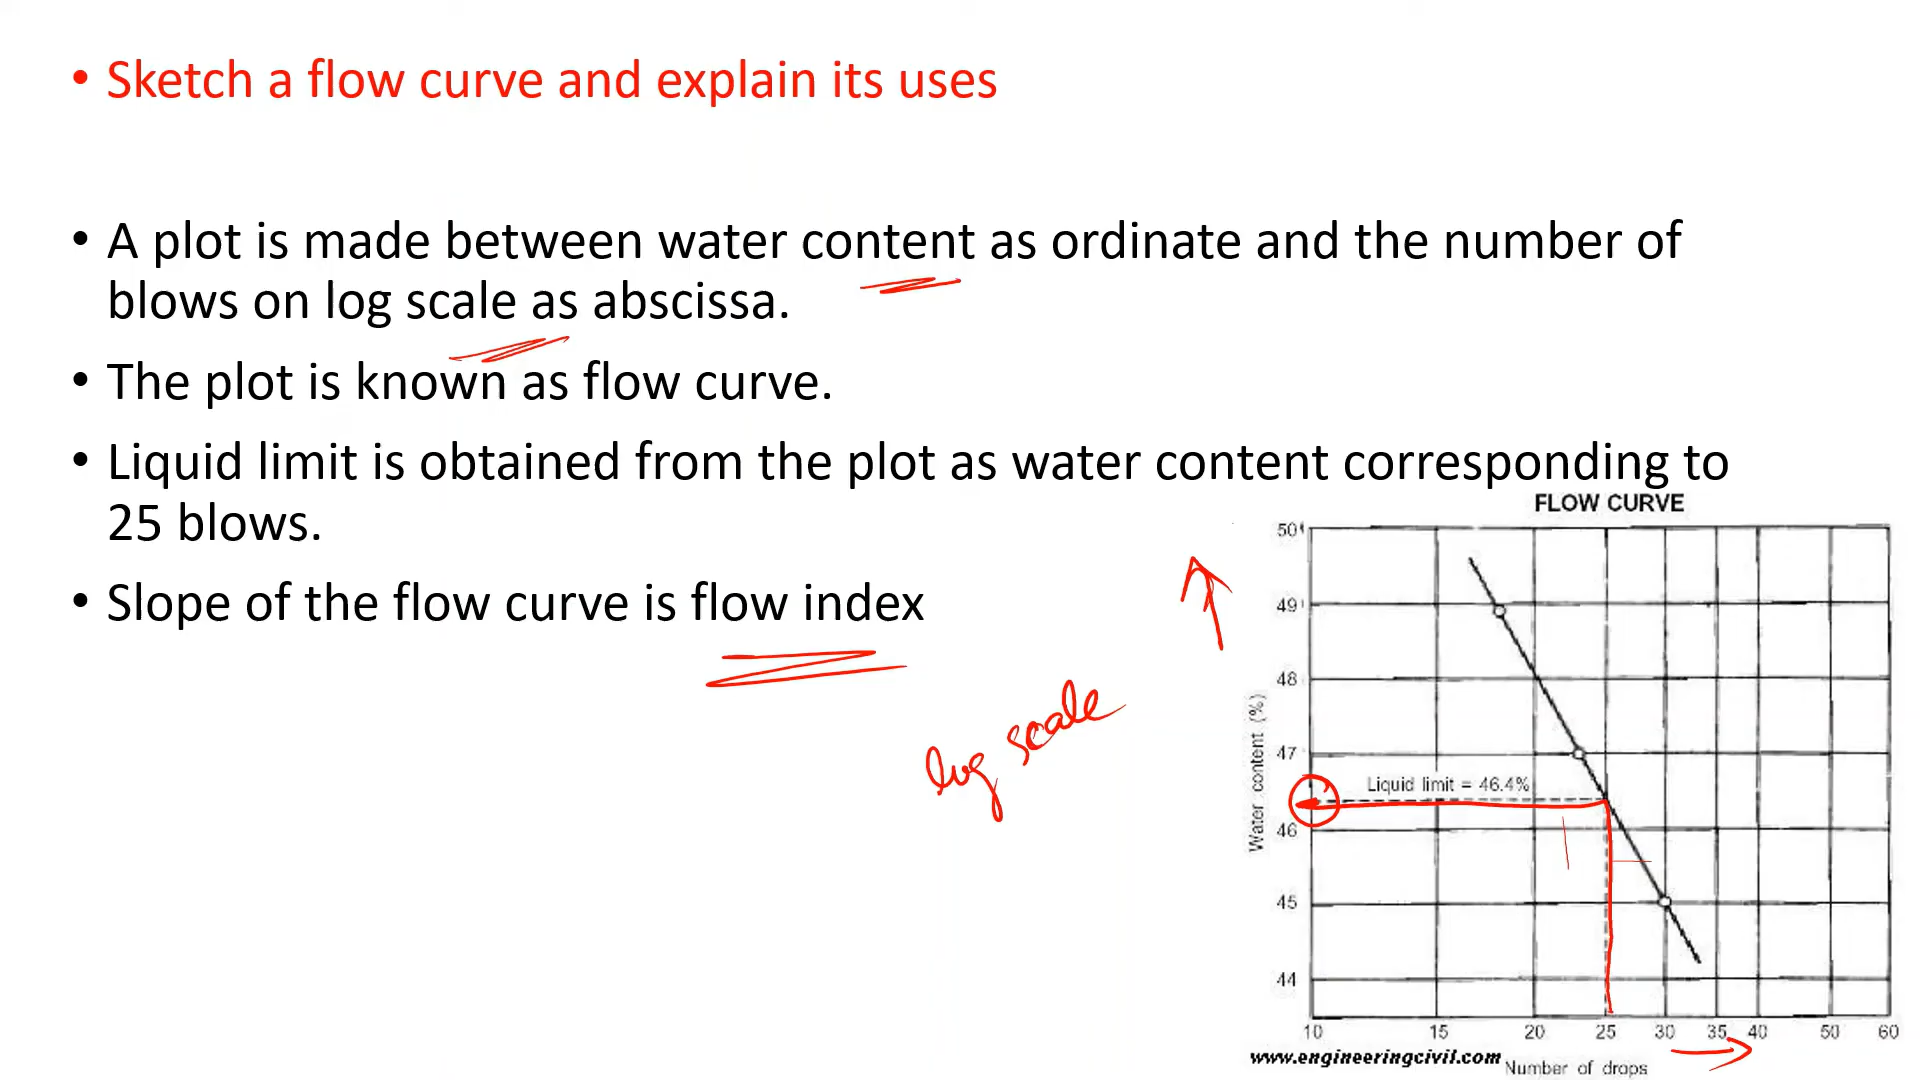 • Sketch a flow curve and explain its uses
• A plot is made between water content as ordinate and the number of
blows on log scale as abscissa.
• The plot is known as flow curve.
• Liquid limit is obtained from the plot as water content corresponding to
25 blows.
• Slope of the flow curve is flow index
log scale
FLOW CURVE
50
49
48
47
Liquid limit = 46.4%
46
45
44
Water content (%)
10 15 20 25 30 35 40 50 60
www.engineeringcivil.com
Number of drops